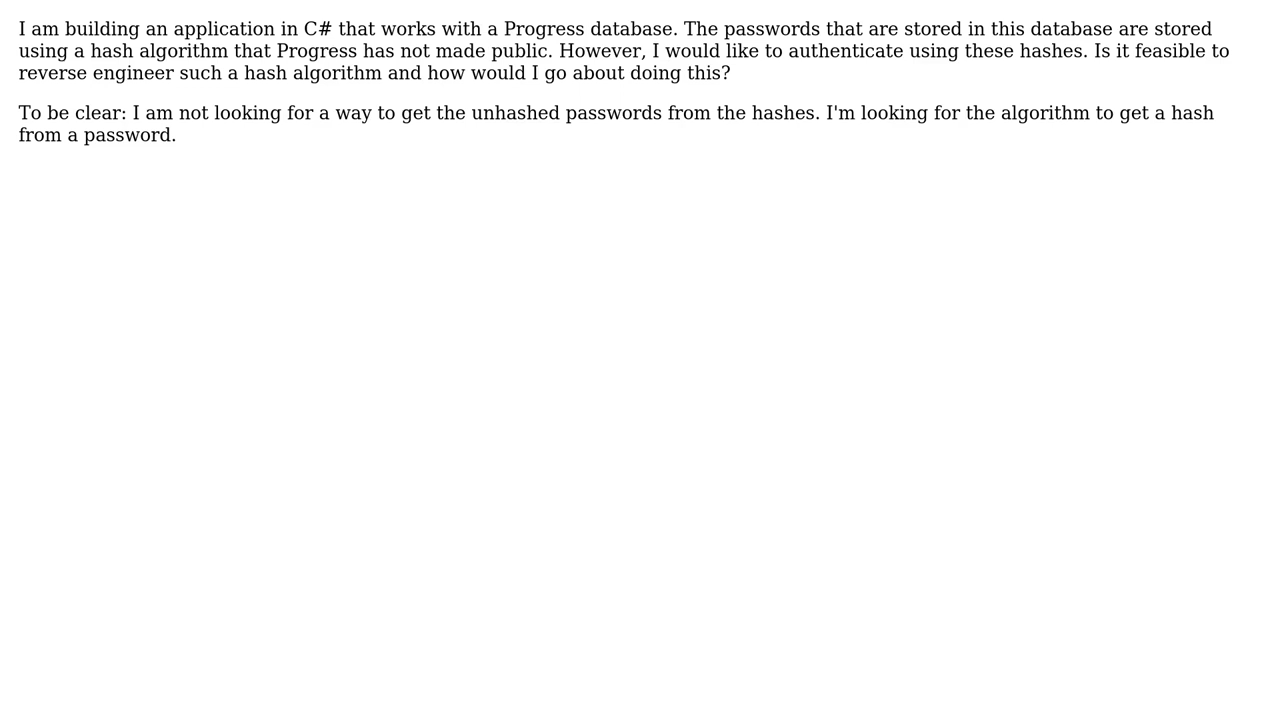 I am building an application in C# that works with a Progress database. The passwords that are stored in this database are stored
using a hash algorithm that Progress has not made public. However, I would like to authenticate using these hashes. Is it feasible to
reverse engineer such a hash algorithm and how would I go about doing this?
To be clear: I am not looking for a way to get the unhashed passwords from the hashes. I'm looking for the algorithm to get a hash
from a password.